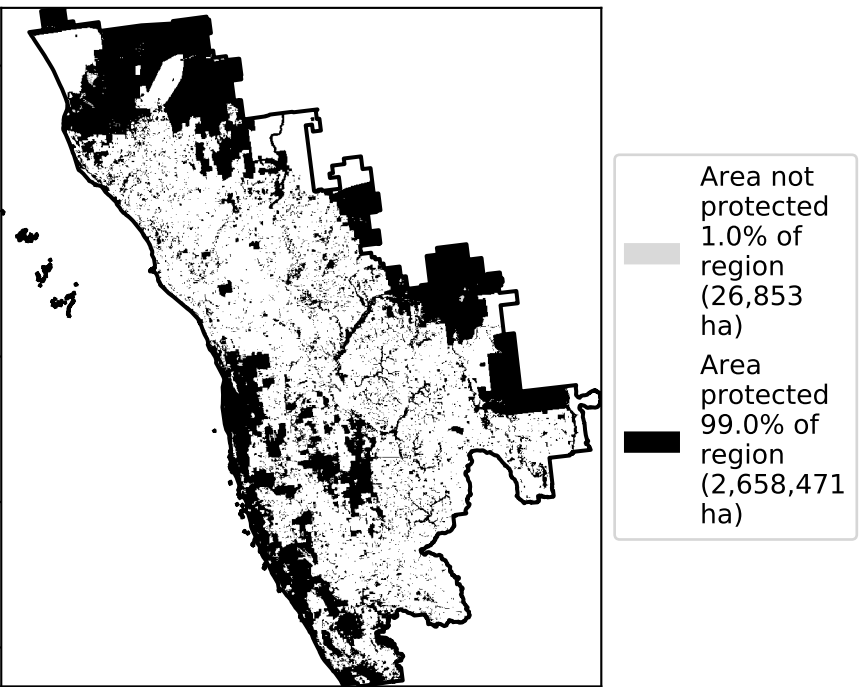 Area not
protected
1.0% of
region
(26,853
ha)
Area
protected
99.0% of
region
(2,658,471
ha)